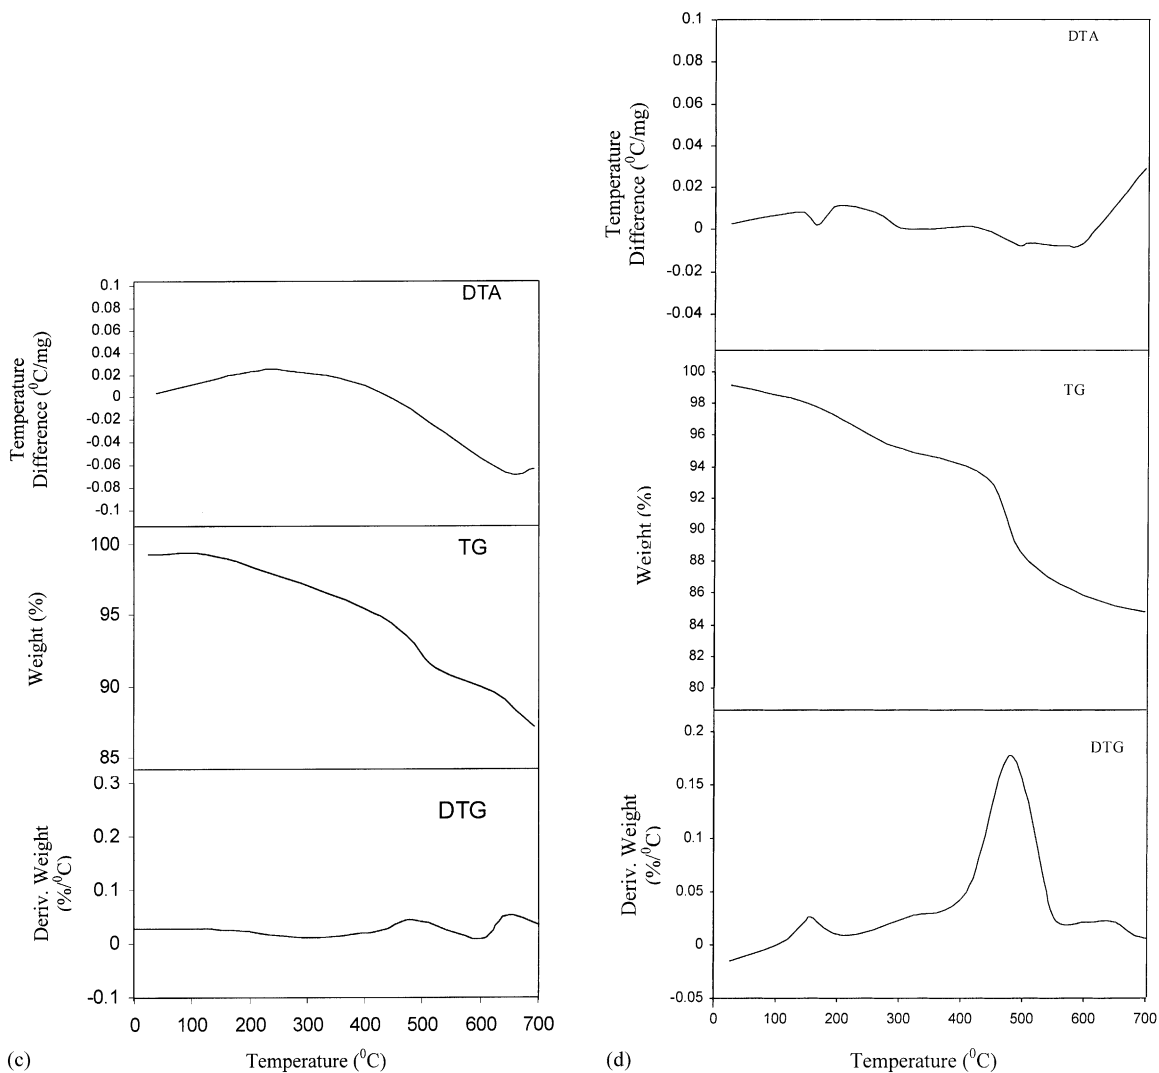 DTA
0.1
0.08
0.06
0.04
0.02
0
-0.02
-0.04
-0.06
-0.08
-0.1
Temperature
Difference (⁰C/mg)
TG
100
95
90
85
Weight (%)
DTG
0.3
0.2
0.1
0
-0.1
Deriv. Weight
(%/⁰C)
0 100 200 300 400 500 600 700
(c)
Temperature (⁰C)
DTA
0.1
0.08
0.06
0.04
0.02
0
-0.02
-0.04
Temperature
Difference (⁰C/mg)
TG
100
98
96
94
92
90
88
86
84
82
80
Weight (%)
DTG
0.2
0.15
0.1
0.05
0
-0.05
Deriv. Weight
(%/⁰C)
0 100 200 300 400 500 600 700
(d)
Temperature (⁰C)